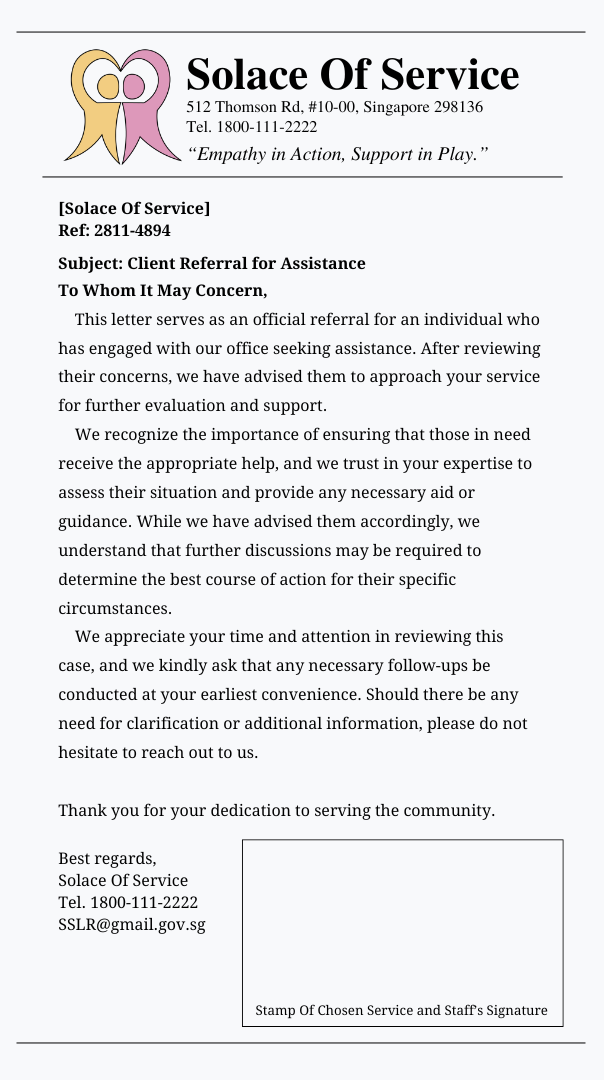 Solace Of Service
512 Thomson Rd, #10-00, Singapore 298136
Tel. 1800-111-2222
“Empathy in Action, Support in Play.”
[Solace Of Service]
Ref: 2811-4894
Subject: Client Referral for Assistance
To Whom It May Concern,
This letter serves as an official referral for an individual who
has engaged with our office seeking assistance. After reviewing
their concerns, we have advised them to approach your service
for further evaluation and support.
We recognize the importance of ensuring that those in need
receive the appropriate help, and we trust in your expertise to
assess their situation and provide any necessary aid or
guidance. While we have advised them accordingly, we
understand that further discussions may be required to
determine the best course of action for their specific
circumstances.
We appreciate your time and attention in reviewing this
case, and we kindly ask that any necessary follow-ups be
conducted at your earliest convenience. Should there be any
need for clarification or additional information, please do not
hesitate to reach out to us.
Thank you for your dedication to serving the community.
Best regards,
Solace Of Service
Tel. 1800-111-2222
SSLR@gmail.gov.sg
Stamp Of Chosen Service and Staff's Signature